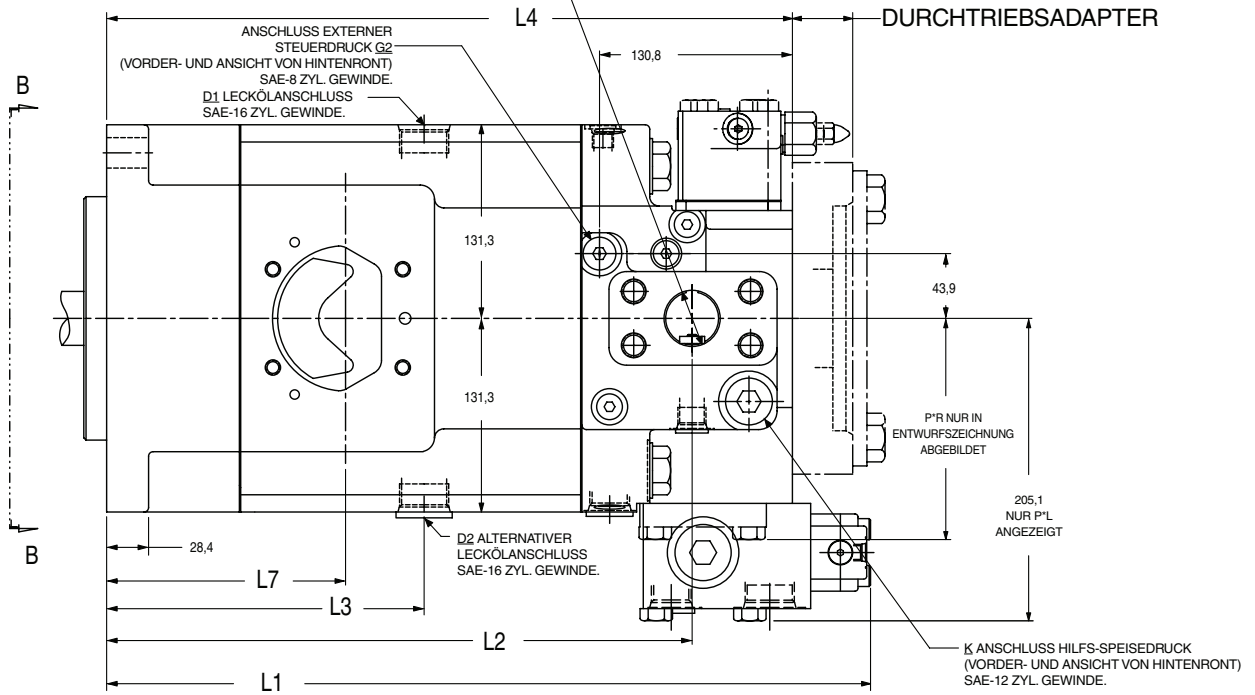 L4
DURCHTRIEBSADAPTER
ANSCHLUSS EXTERNER
STEUERDRUCK G2
(VORDER- UND ANSICHT VON HINTENRONT)
SAE-8 ZYL. GEWINDE.
130,8
B
D1 LECKÖLANSCHLUSS
SAE-16 ZYL. GEWINDE.
131,3
43,9
131,3
P*R NUR IN
ENTWURFSZEICHNUNG
ABGEBILDET
205,1
NUR P*L
ANGEZEIGT
B
28,4
D2 ALTERNATIVER
LECKÖLANSCHLUSS
SAE-16 ZYL. GEWINDE.
L7
L3
L2
K ANSCHLUSS HILFS-SPEISEDRUCK
(VORDER- UND ANSICHT VON HINTENRONT)
SAE-12 ZYL. GEWINDE.
L1